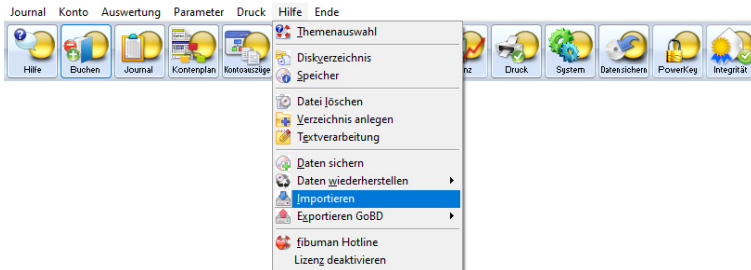 Journal Konto Auswertung Parameter Druck Hilfe Ende
Hilfe Buchen Journal Kontenplan Kontoauszüge nz Druck System Datensichern PowerKey Integrität
Themenauswahl
Diskverzeichnis
Speicher
Datei löschen
Verzeichnis anlegen
Textverarbeitung
Daten sichern
Daten wiederherstellen
Importieren
Exportieren GoBD
fibuman Hotline
Lizenz deaktivieren